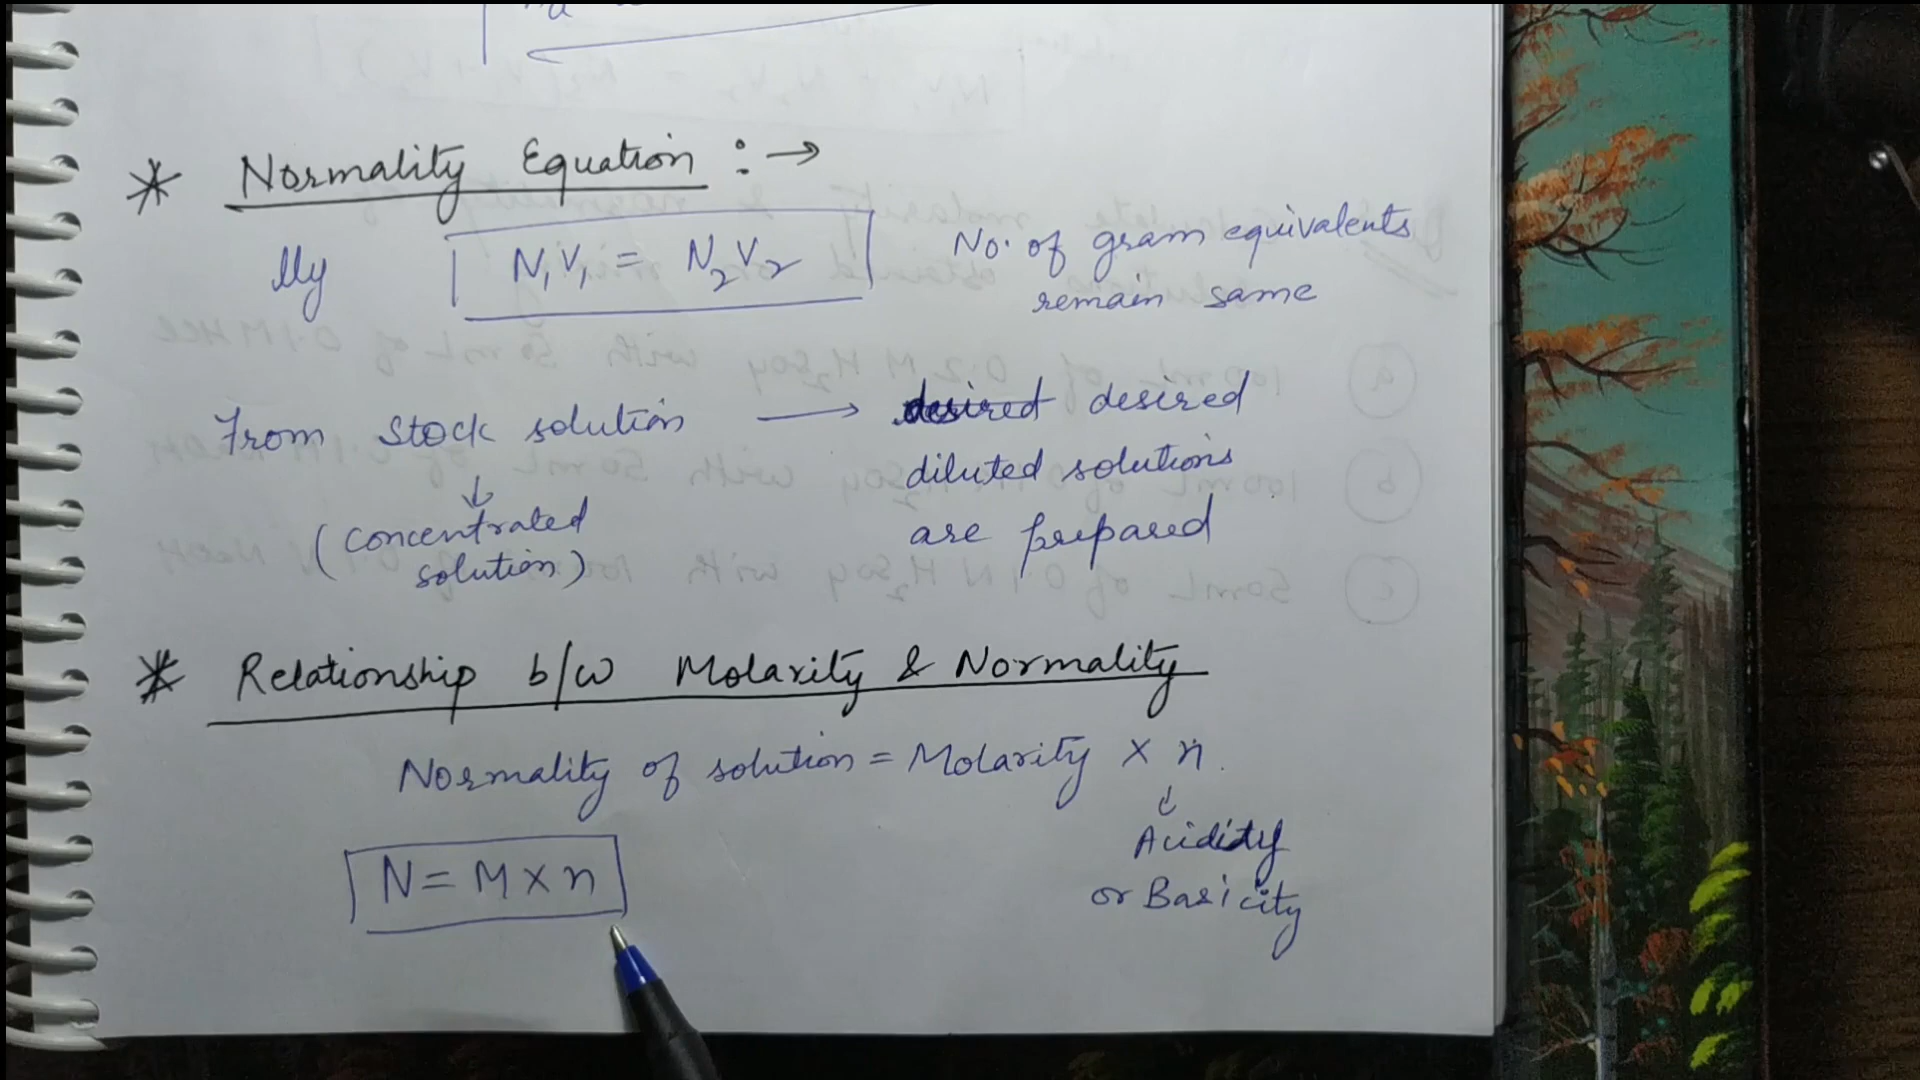 * Normality Equation : →
lly N₁V₁ = N₂V₂ No. of gram equivalents
remain same
From stock solution → desired desired
diluted solutions
↓
(concentrated
solution)
are prepared
* Relationship b/w Molarity & Normality
Normality of solution = Molarity × n.
↓
Acidity
or Basicity
N = M × n